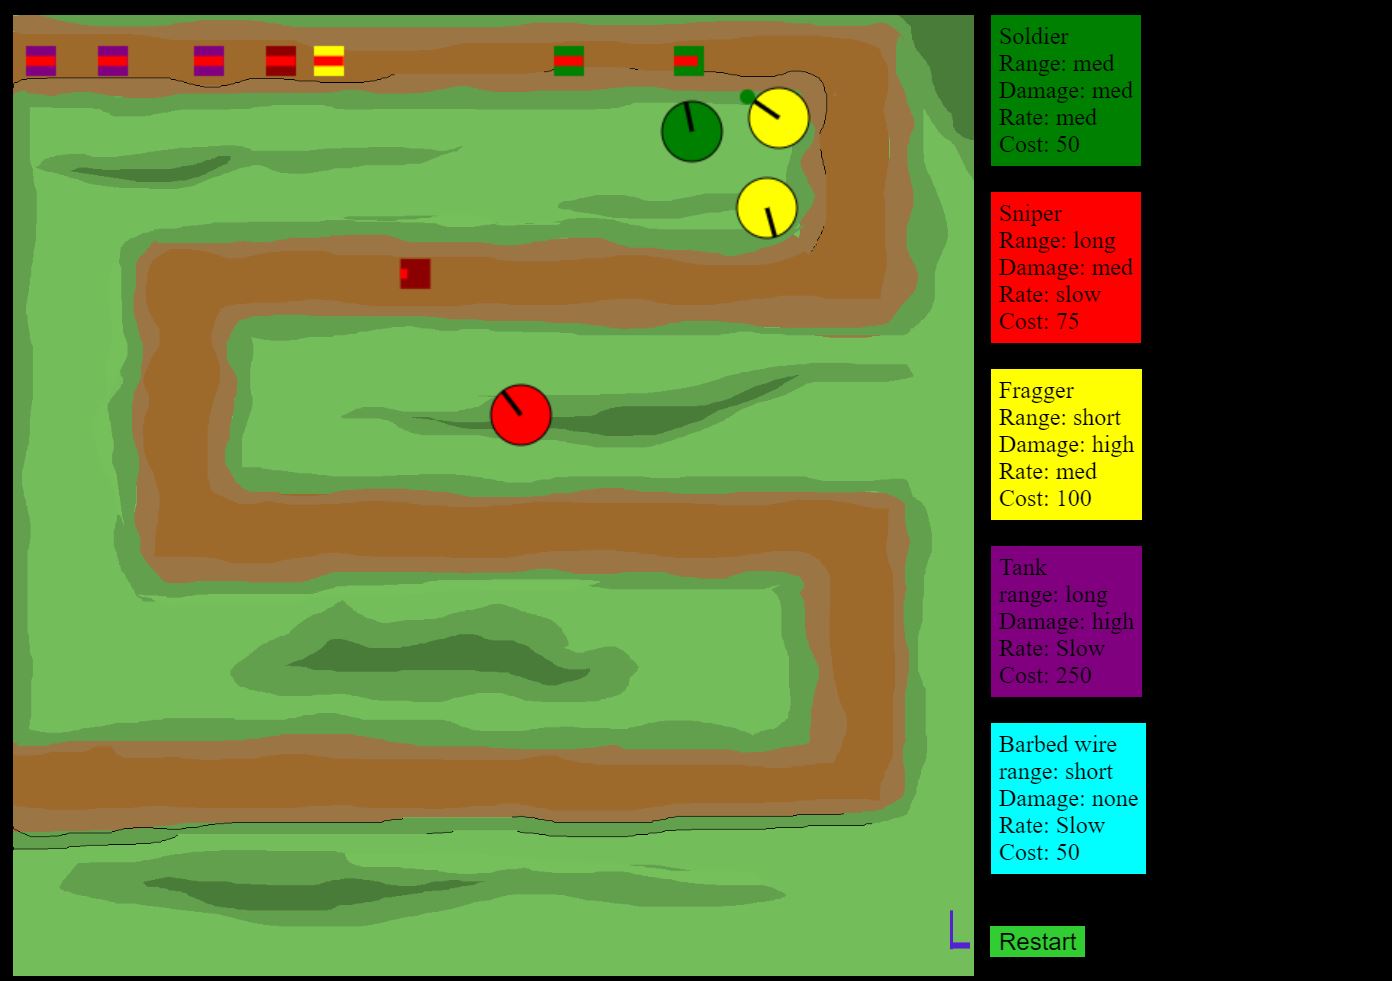 Soldier
Range: med
Damage: med
Rate: med
Cost: 50
Sniper
Range: long
Damage: med
Rate: slow
Cost: 75
Fragger
Range: short
Damage: high
Rate: med
Cost: 100
Tank
range: long
Damage: high
Rate: Slow
Cost: 250
Barbed wire
range: short
Damage: none
Rate: Slow
Cost: 50
Restart